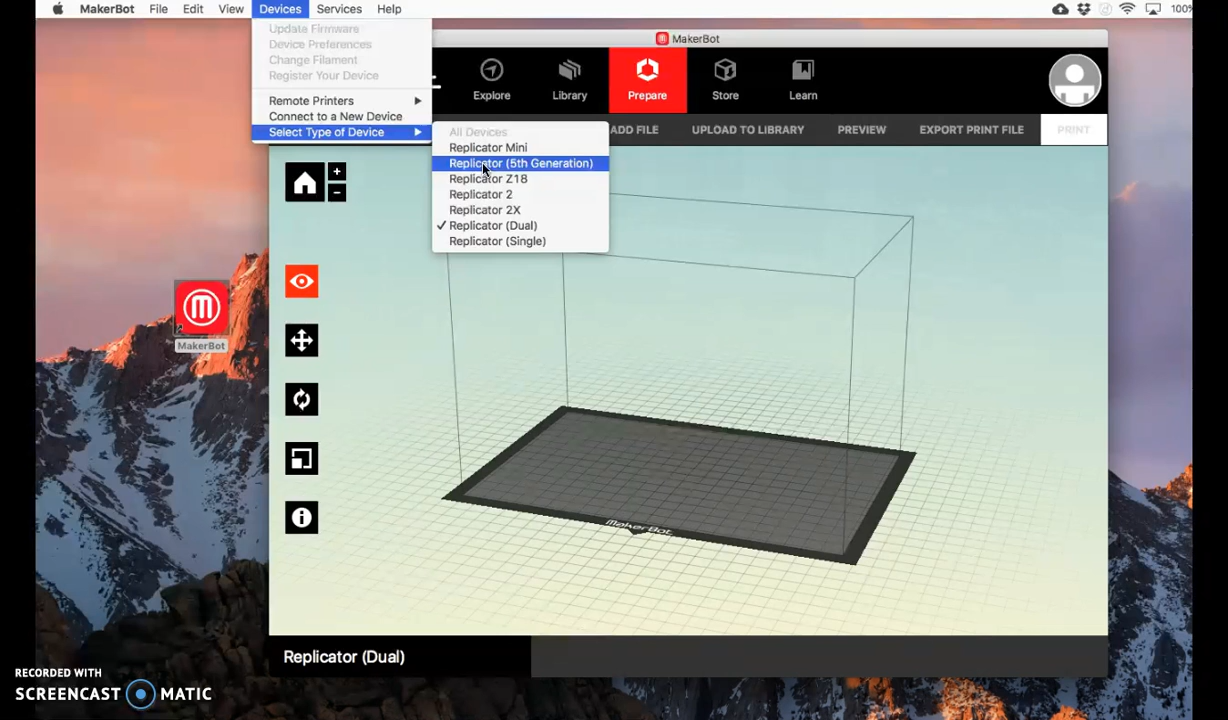 MakerBot File Edit View Devices Services Help 100%
Update Firmware
Device Preferences
Change Filament
Register Your Device
Remote Printers
Connect to a New Device
Select Type of Device
All Devices
Replicator Mini
Replicator (5th Generation)
Replicator Z18
Replicator 2
Replicator 2X
Replicator (Dual)
Replicator (Single)
MakerBot
Explore Library Prepare Store Learn
ADD FILE UPLOAD TO LIBRARY PREVIEW EXPORT PRINT FILE PRINT
MakerBot
MakerBot
Replicator (Dual)
RECORDED WITH
SCREENCAST MATIC